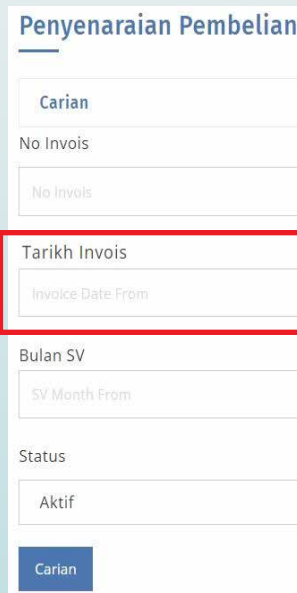 Penyenaraian Pembelian
Carian
No Invois
No Invois
Tarikh Invois
Invoice Date From
Bulan SV
SV Month From
Status
Aktif
Carian